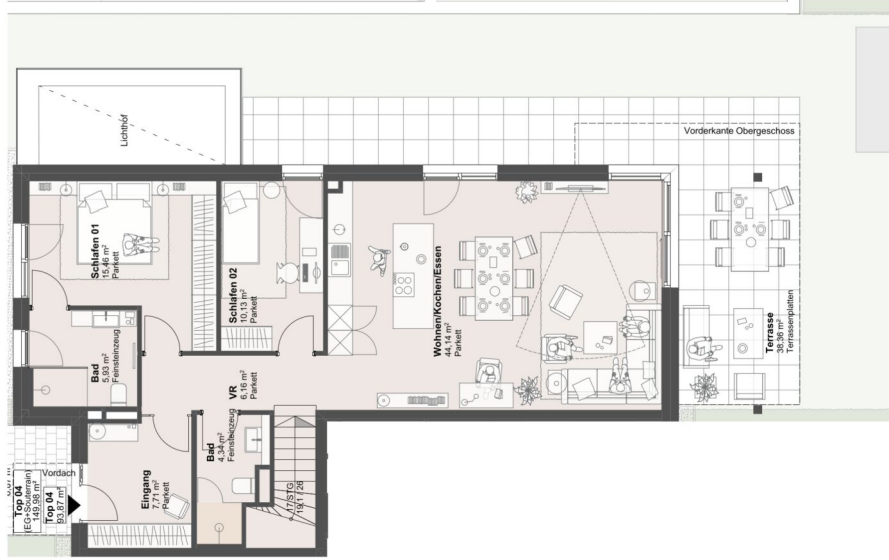 Lichthof
Vorderkante Obergeschoss
Schlafen 01
15,46 m²
Parkett
Schlafen 02
10,13 m²
Parkett
Wohnen/Kochen/Essen
44,14 m²
Parkett
Terrasse
38,36 m²
Terrassenplatten
Bad
5,93 m²
Feinsteinzeug
VR
6,16 m²
Parkett
Bad
4,34 m²
Feinsteinzeug
Eingang
7,71 m²
Parkett
17 STG
19,1 / 26
Vordach
Top 04
(EG+Souterrain)
149,98 m²
Top 04
93,87 m²